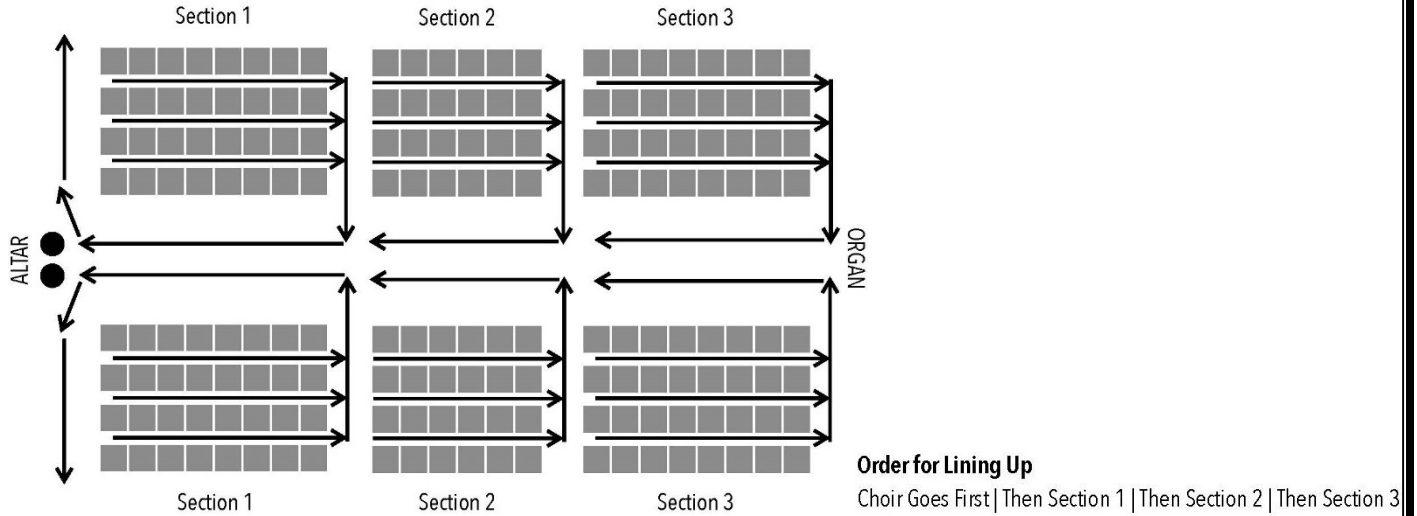 Section 1
Section 2
Section 3
ALTAR
ORGAN
Section 1
Section 2
Section 3
Order for Lining Up
Choir Goes First | Then Section 1 | Then Section 2 | Then Section 3